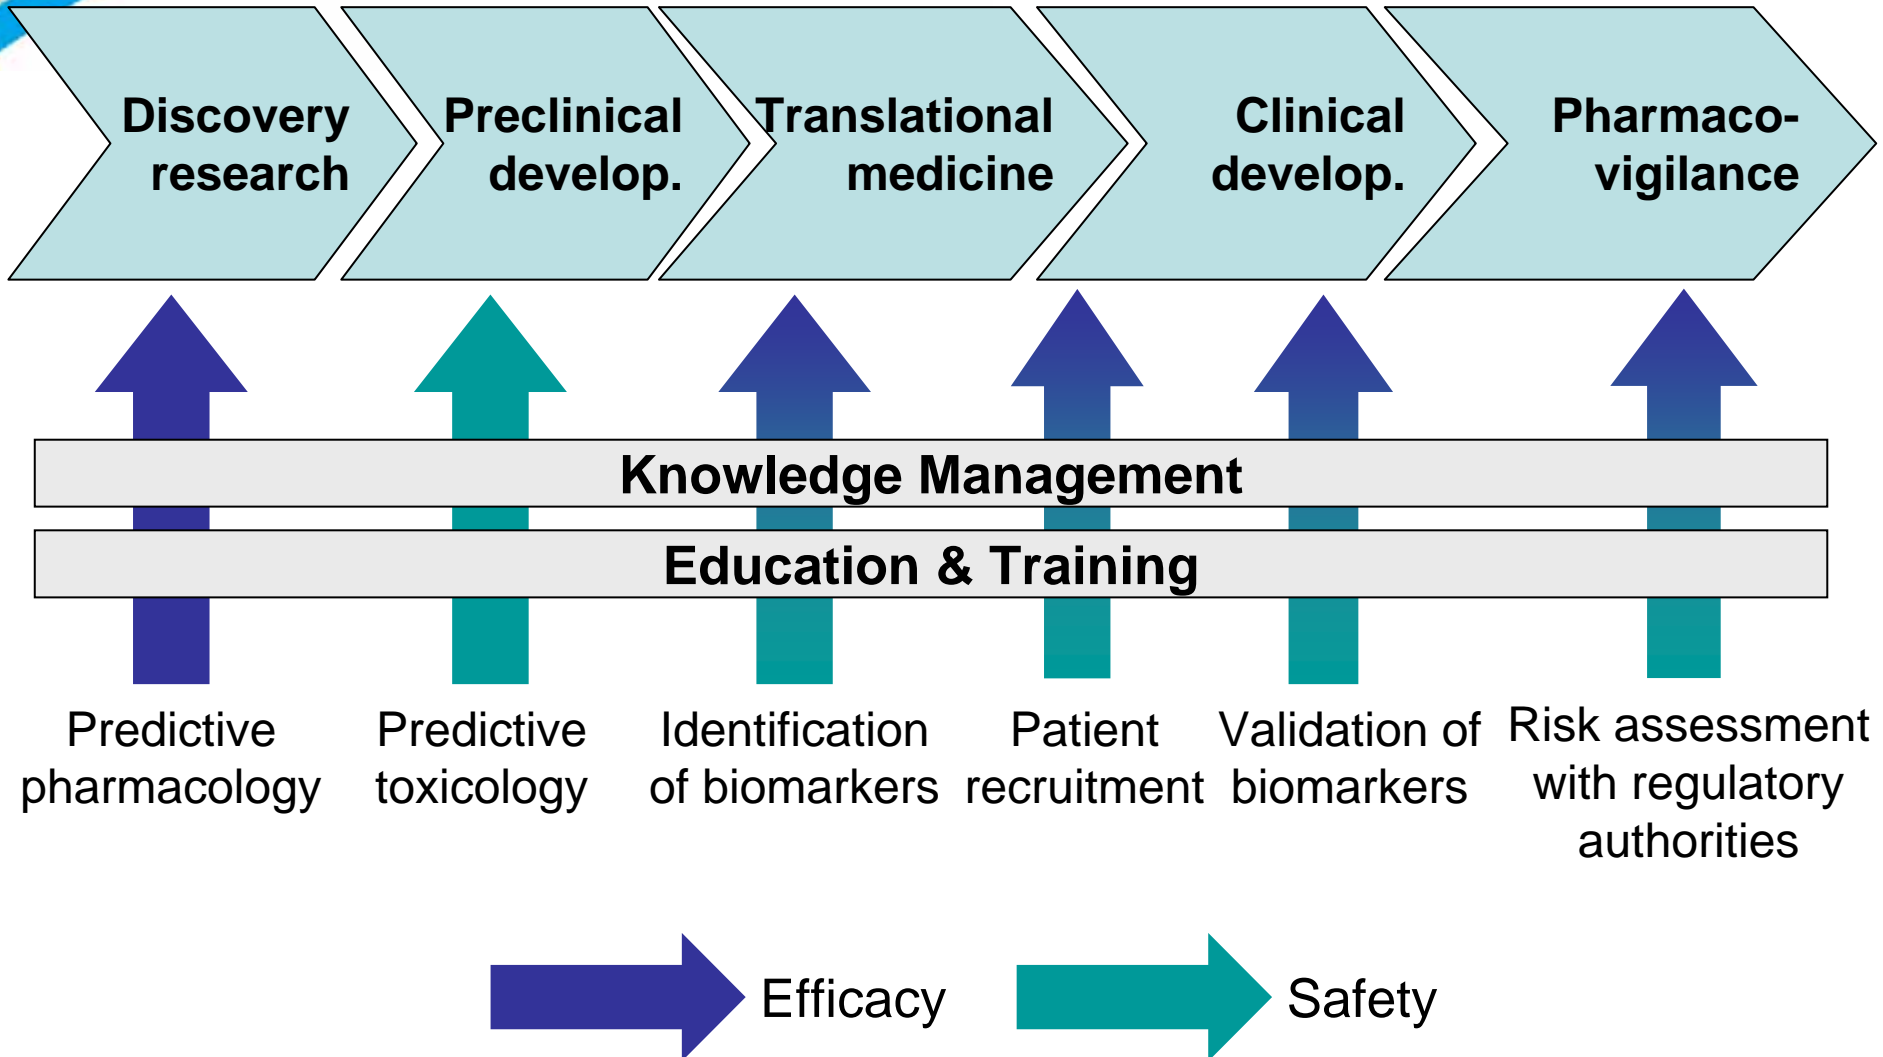 Discovery
research
Preclinical
develop.
Translational
medicine
Clinical
develop.
Pharmaco-
vigilance
Knowledge Management
Education & Training
Predictive
pharmacology
Predictive
toxicology
Identification
of biomarkers
Patient
recruitment
Validation of
biomarkers
Risk assessment
with regulatory
authorities
Efficacy
Safety